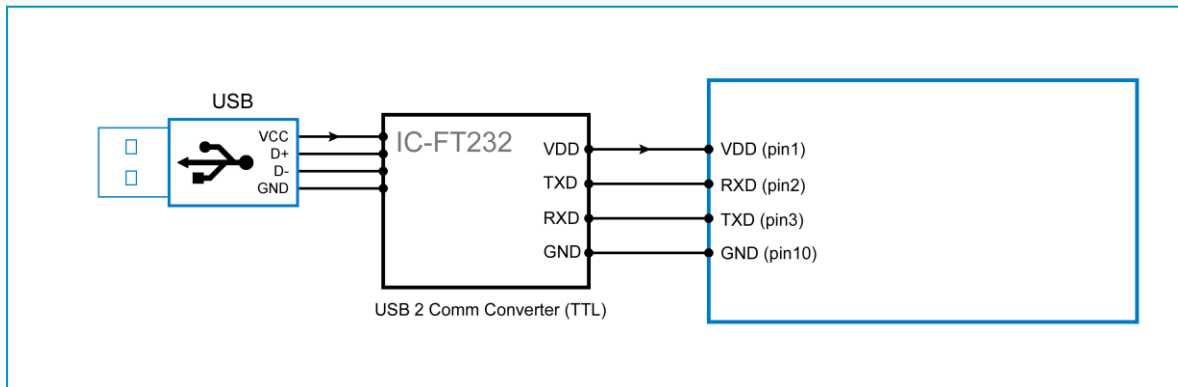 USB
VCC
D+
D-
GND
IC-FT232
VDD
TXD
RXD
GND
USB 2 Comm Converter (TTL)
VDD (pin1)
RXD (pin2)
TXD (pin3)
GND (pin10)